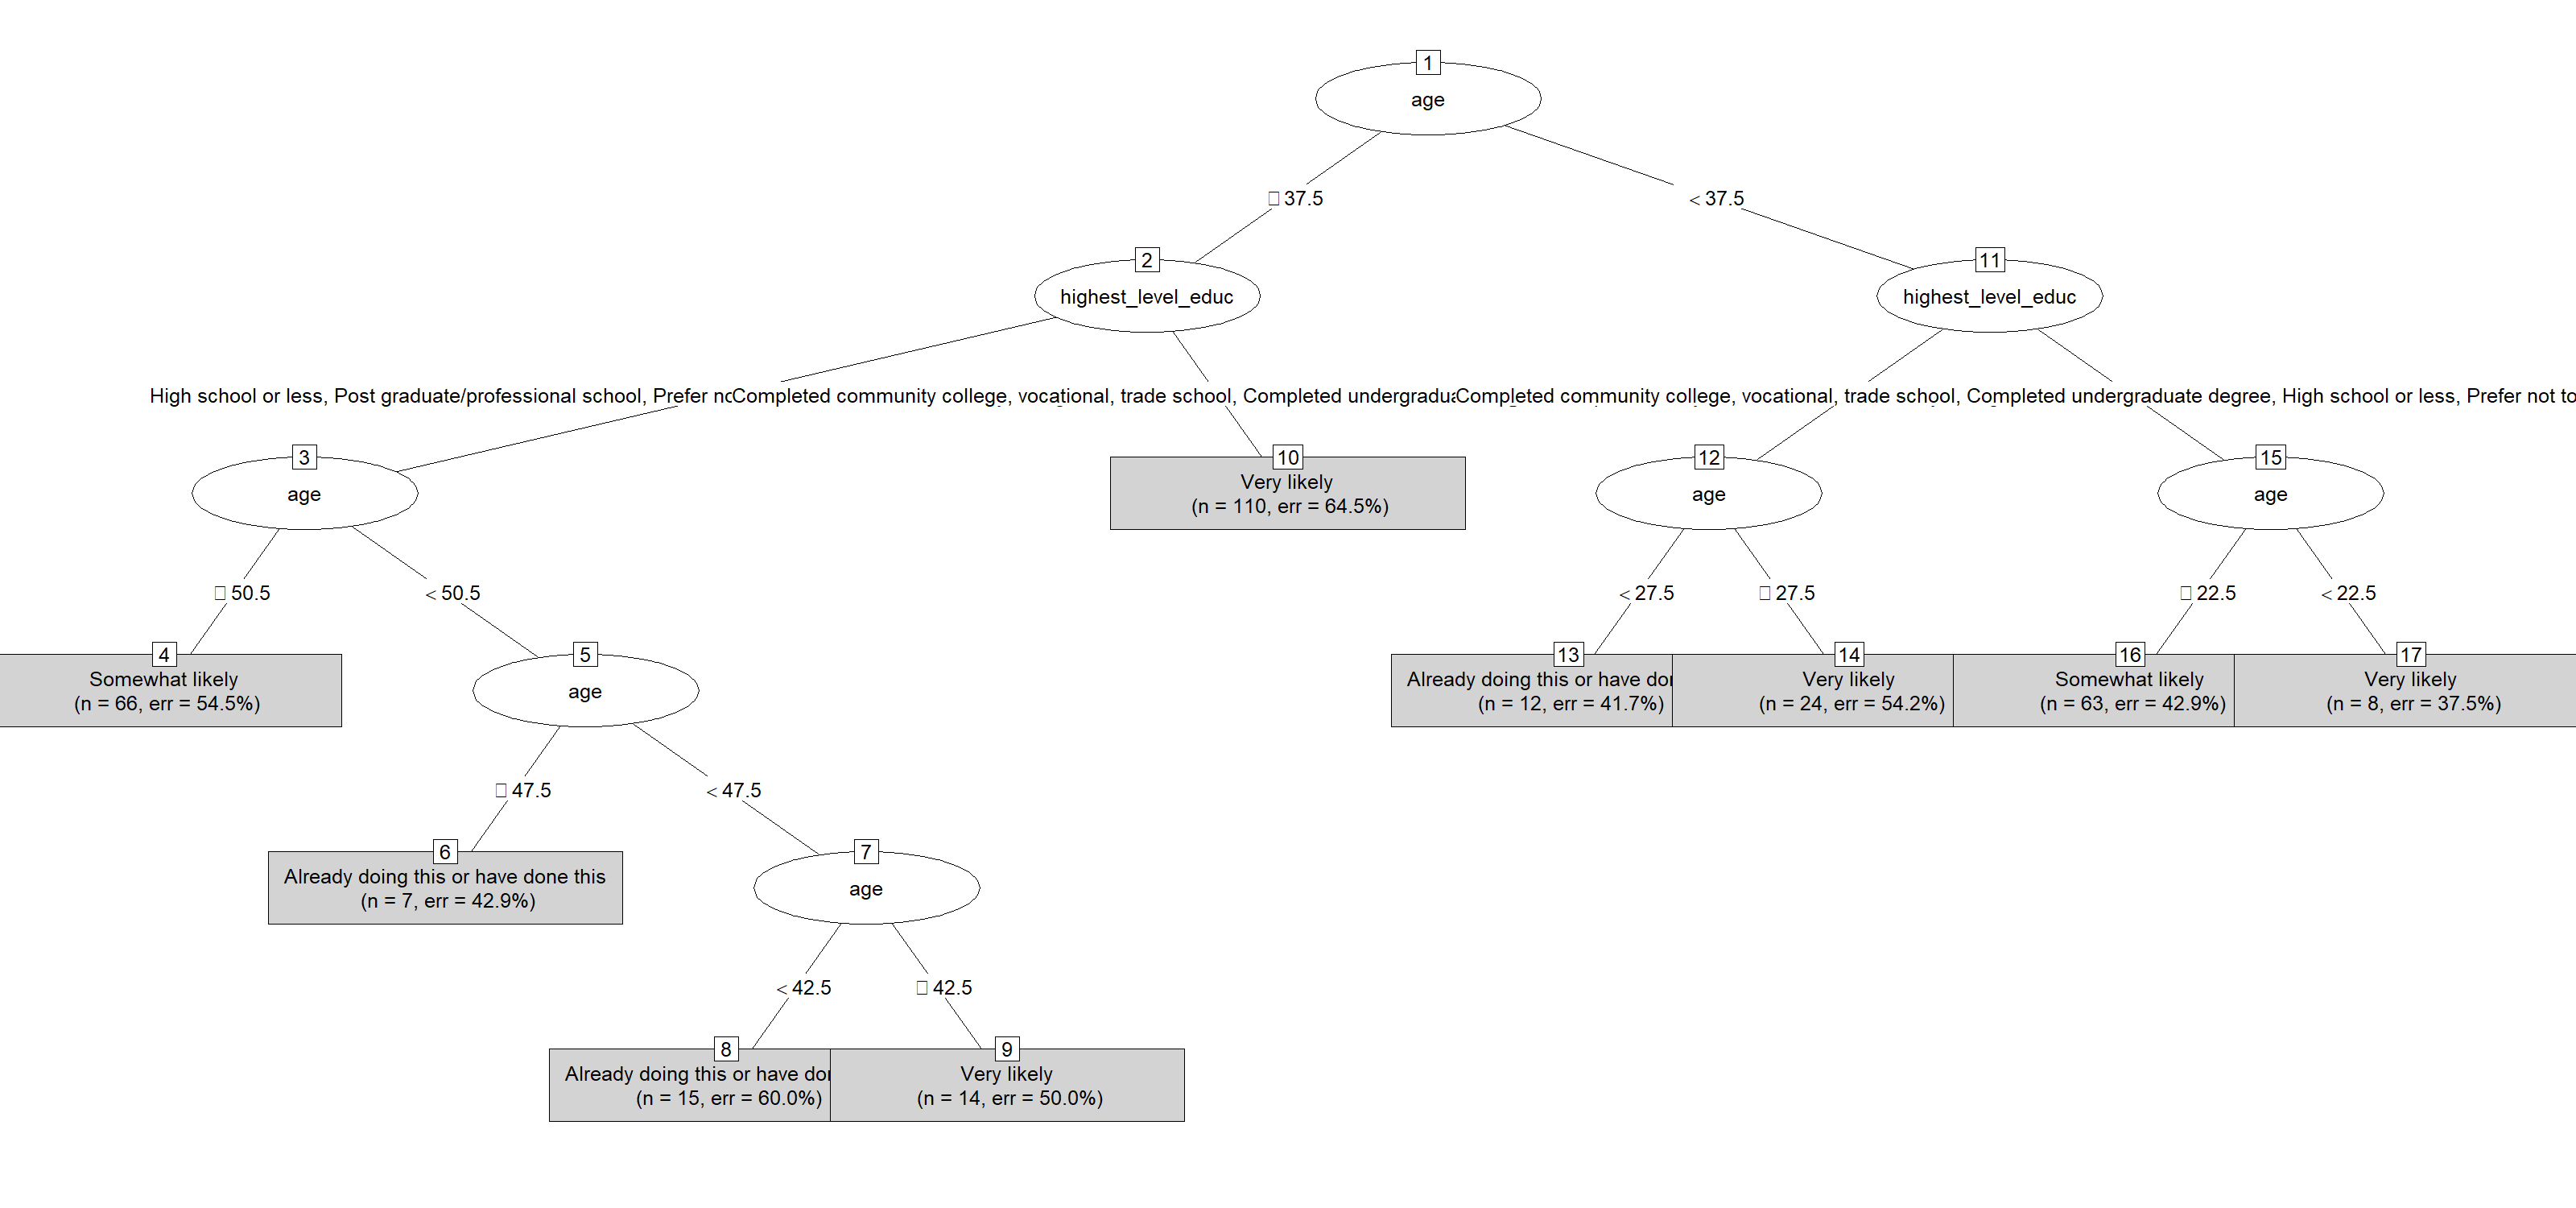 1
age
▯ 37.5
< 37.5
2
highest_level_educ
11
highest_level_educ
High school or less, Post graduate/professional school, Prefer
Completed community college, vocational, trade school, Completed
Completed community college, vocational, trade school, Completed undergraduate degree, High school or less, Prefer not to
3
age
10
Very likely
(n = 110, err = 64.5%)
12
age
15
age
▯ 50.5
< 50.5
< 27.5
▯ 27.5
▯ 22.5
< 22.5
4
Somewhat likely
(n = 66, err = 54.5%)
5
age
13
Already doing this or have
(n = 12, err = 41.7%)
14
Very likely
(n = 24, err = 54.2%)
16
Somewhat likely
(n = 63, err = 42.9%)
17
Very likely
(n = 8, err = 37.5%)
▯ 47.5
< 47.5
6
Already doing this or have done this
(n = 7, err = 42.9%)
7
age
< 42.5
▯ 42.5
8
Already doing this or have
(n = 15, err = 60.0%)
9
Very likely
(n = 14, err = 50.0%)